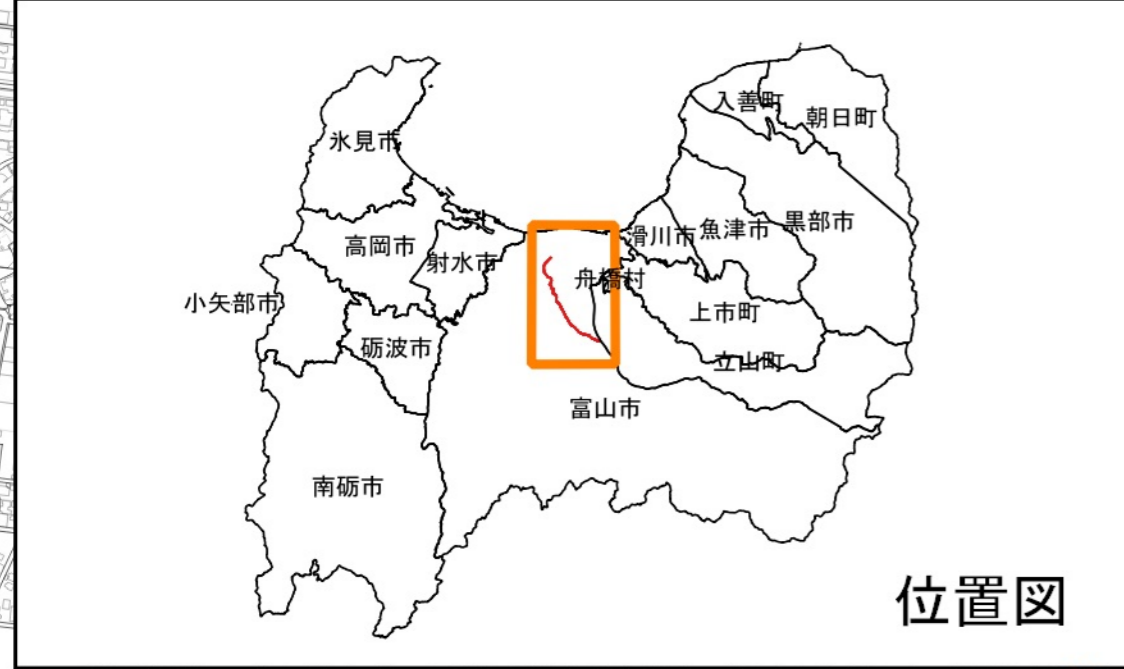 入善町
朝日町
氷見市
黒部市
魚津市
滑川市
高岡市
射水市
舟橋村
小矢部市
上市町
砺波市
立山町
富山市
南砺市
位置図